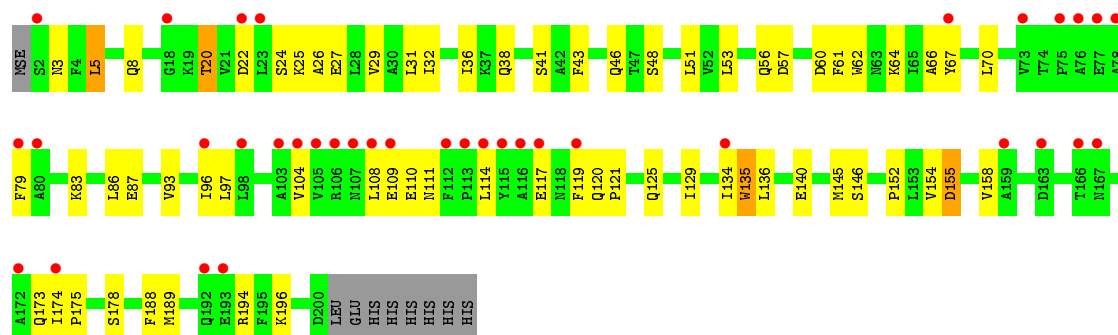 MSE S2 N3 F4 L5 Q8 G18 K19 T20 V21 D22 L23 S24 K25 A26 E27 L28 V29 A30 L31 I32 I36 K37 Q38 S41 A42 F43 Q46 T47 S48 L51 V52 L53 Q56 D57 D60 F61 W62 N63 K64 I65 A66 Y67 L70 V73 T74 P75 A76 E77 A78
F79 A80 K83 L86 E87 V93 I96 L97 L98 A103 V104 V105 R106 N107 L108 E109 E110 N111 F112 P113 L114 Y115 A116 E117 N118 F119 Q120 P121 Q125 I129 I134 W135 L136 E140 M145 S146 P152 L153 V154 D155 V158 A159 D163 T166 N167
A172 Q173 I174 P175 S178 F188 M189 Q192 E193 R194 F195 K196 D200 LEU GLU HIS HIS HIS HIS HIS HIS